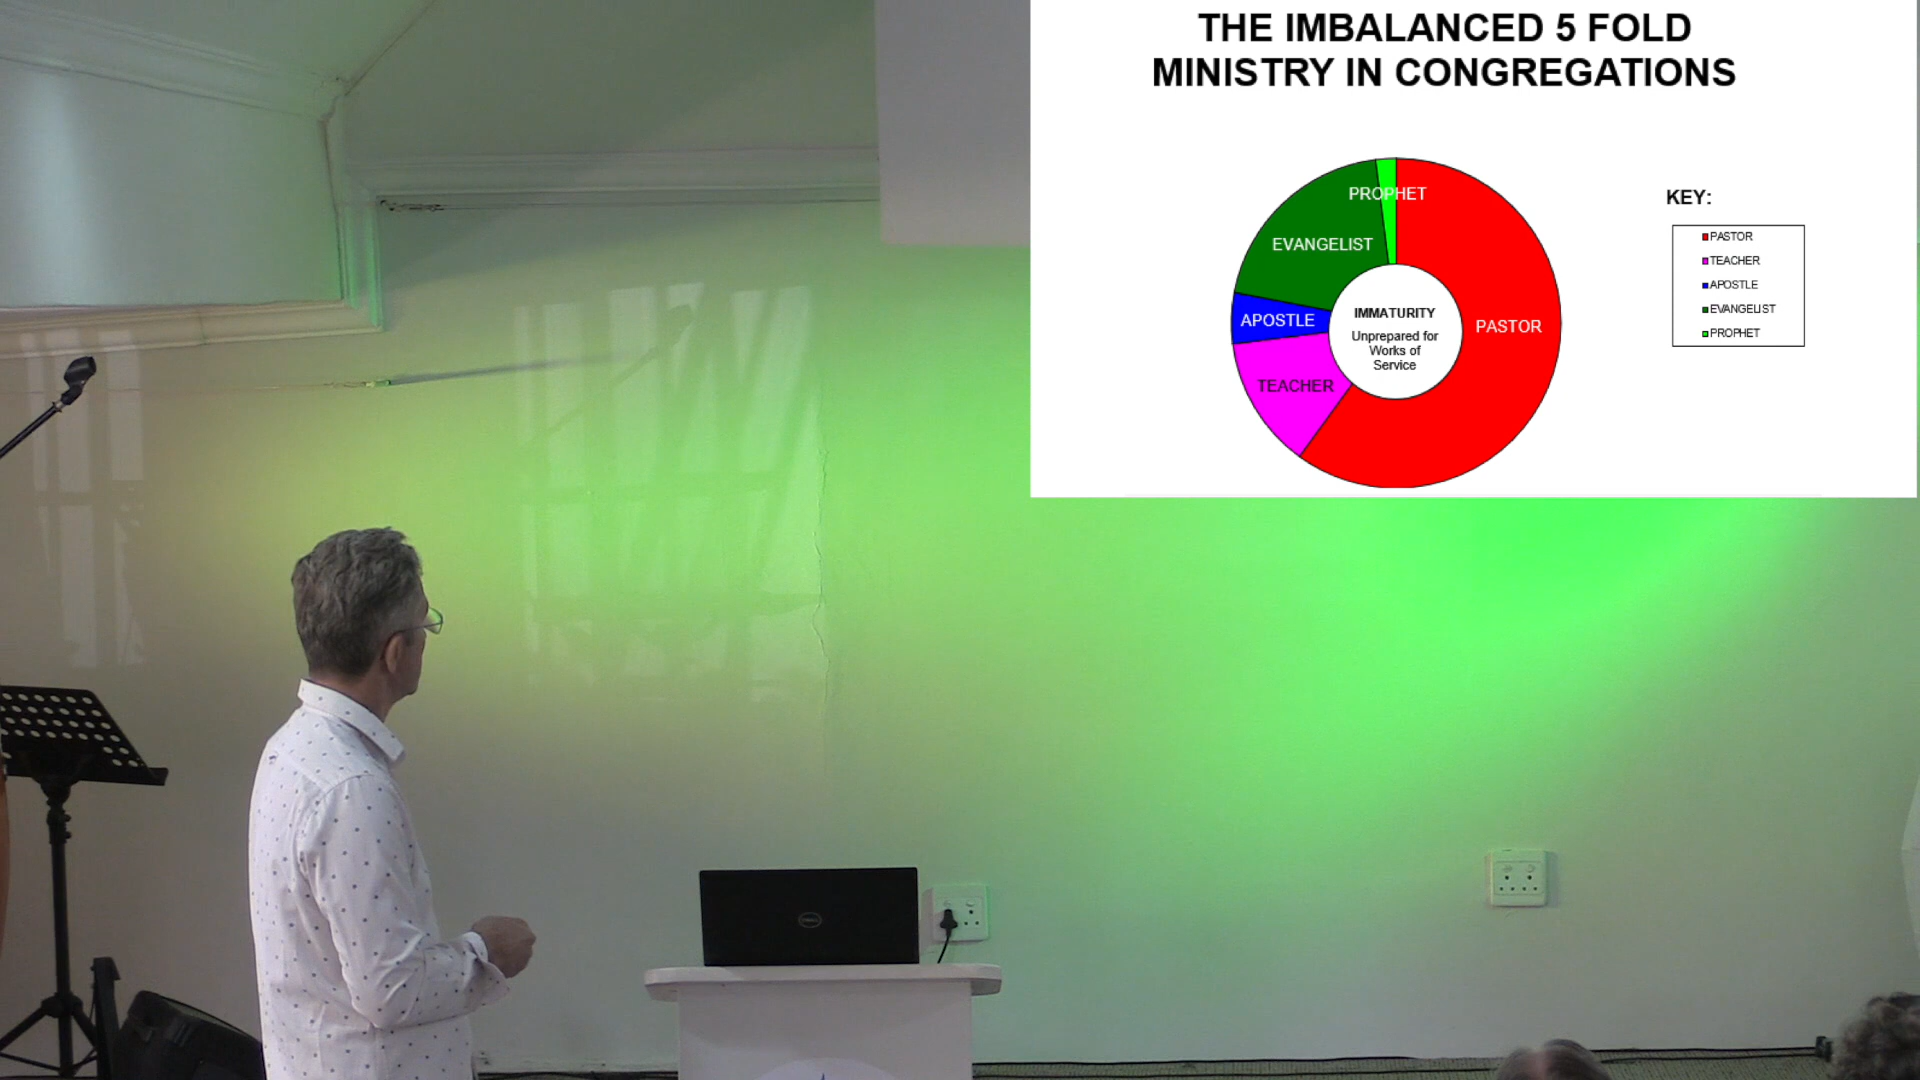 THE IMBALANCED 5 FOLD
MINISTRY IN CONGREGATIONS
PROPHET
EVANGELIST
APOSTLE
TEACHER
PASTOR
IMMATURITY
Unprepared for
Works of
Service
KEY:
PASTOR
TEACHER
APOSTLE
EVANGELIST
PROPHET
DELL